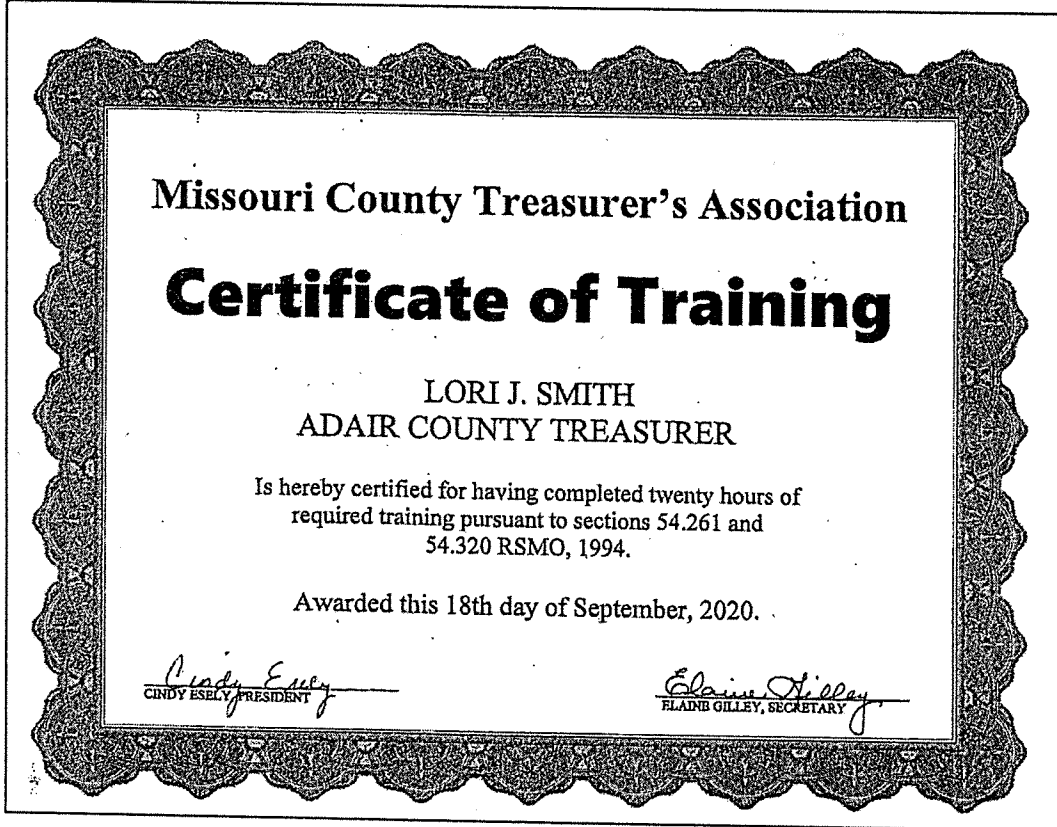 Missouri County Treasurer's Association
Certificate of Training
LORI J. SMITH
ADAIR COUNTY TREASURER
Is hereby certified for having completed twenty hours of
required training pursuant to sections 54.261 and
54.320 RSMO, 1994.
Awarded this 18th day of September, 2020.
Cindy Esely
CINDY ESELY, PRESIDENT
Elaine Gilley
ELAINE GILLEY, SECRETARY